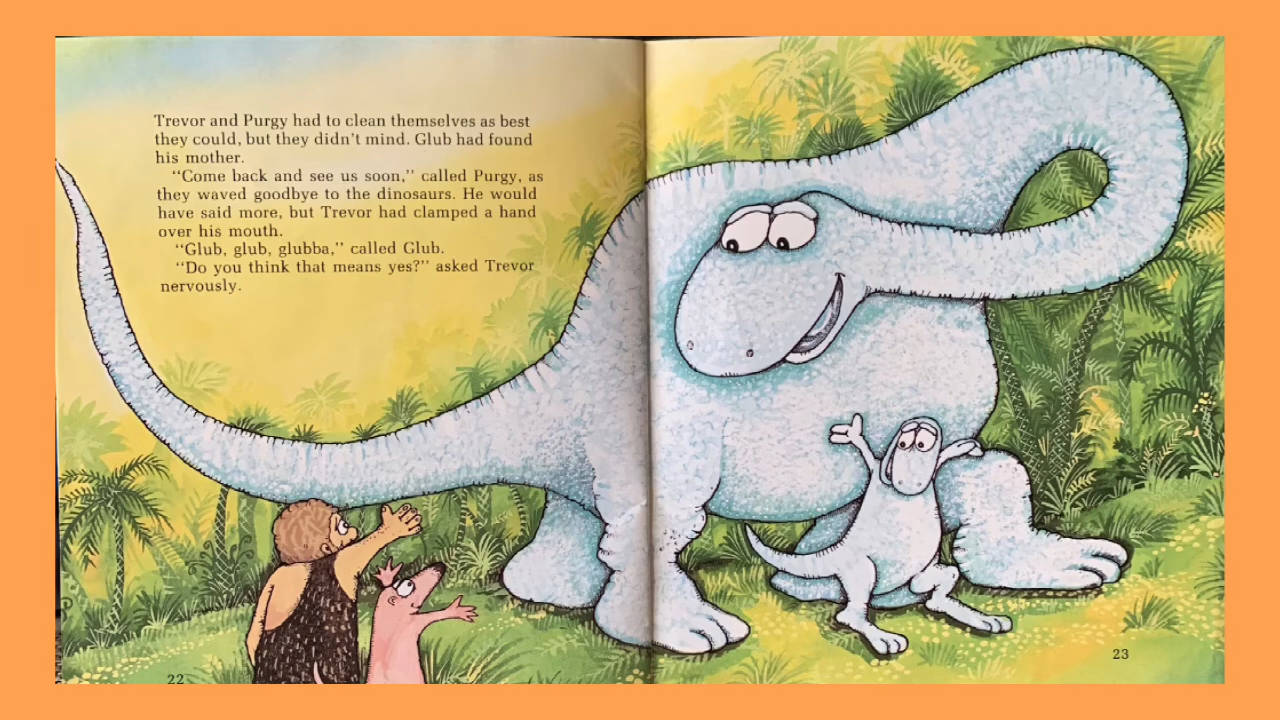 Trevor and Purgy had to clean themselves as best
they could, but they didn't mind. Glub had found
his mother.
"Come back and see us soon," called Purgy, as
they waved goodbye to the dinosaurs. He would
have said more, but Trevor had clamped a hand
over his mouth.
"Glub, glub, glubba," called Glub.
"Do you think that means yes?" asked Trevor
nervously.
22
23